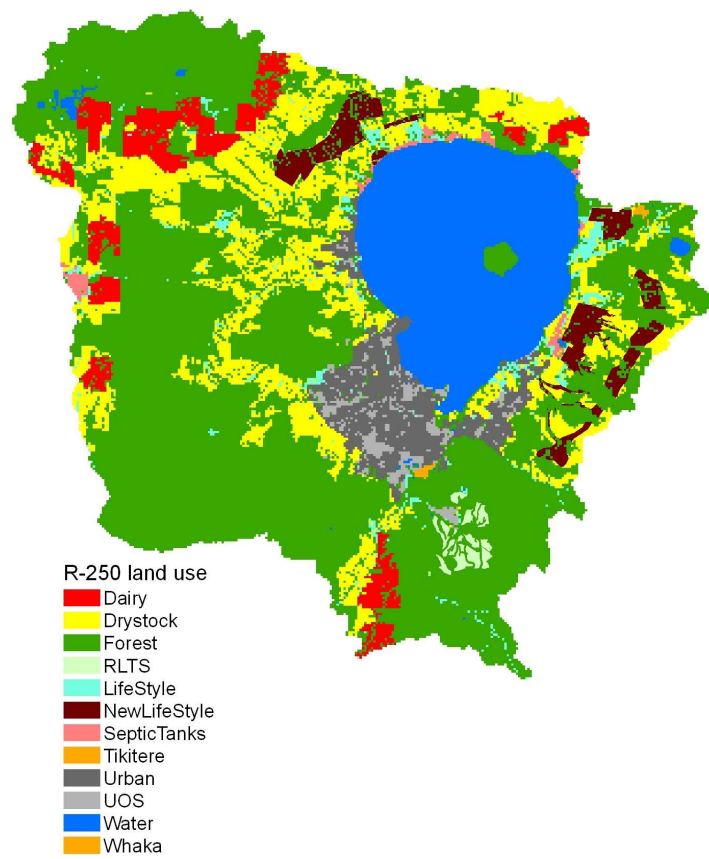 R-250 land use
Dairy
Drystock
Forest
RLTS
LifeStyle
NewLifeStyle
SepticTanks
Tikitere
Urban
UOS
Water
Whaka